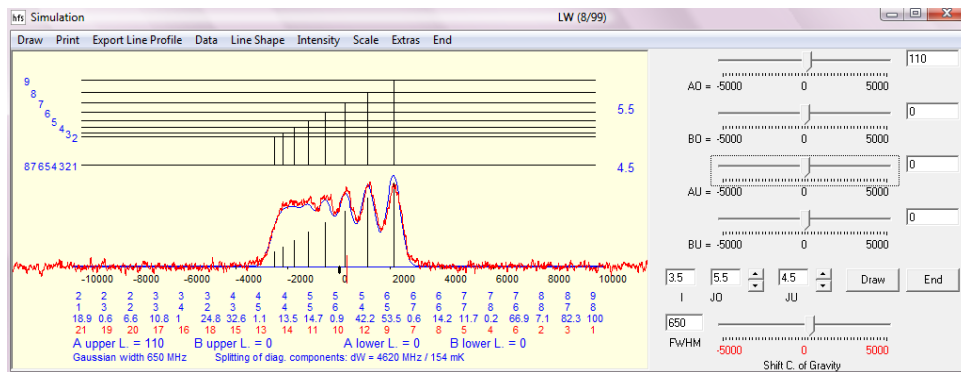 hfs Simulation LW (8/99)
Draw Print Export Line Profile Data Line Shape Intensity Scale Extras End
9
8
7
6
5
4
3
2
5.5
87654321 4.5
-10000 -8000 -6000 -4000 -2000 0 2000 4000 6000 8000 10000
2 2 2 3 3 3 4 4 4 5 5 5 6 6 6 7 7 7 8 8 9
1 3 2 3 4 2 3 5 4 5 6 4 5 7 6 7 8 6 8 7 8
18.9 0.6 6.6 10.8 1 24.8 32.6 1.1 13.5 14.7 0.9 42.2 53.5 0.6 14.2 11.7 0.2 66.9 7.1 82.3 100
21 19 20 17 16 18 15 13 14 11 10 12 9 7 8 5 4 6 2 3 1
A upper L. = 110 B upper L. = 0 A lower L. = 0 B lower L. = 0
Gaussian width 650 MHz Splitting of diag. components: dW = 4620 MHz / 154 mK
110
AO = -5000 0 5000
0
BO = -5000 0 5000
0
AU = -5000 0 5000
0
BU = -5000 0 5000
3.5 5.5 4.5 Draw End
I JO JU
650
FWHM -5000 0 5000
Shift C. of Gravity